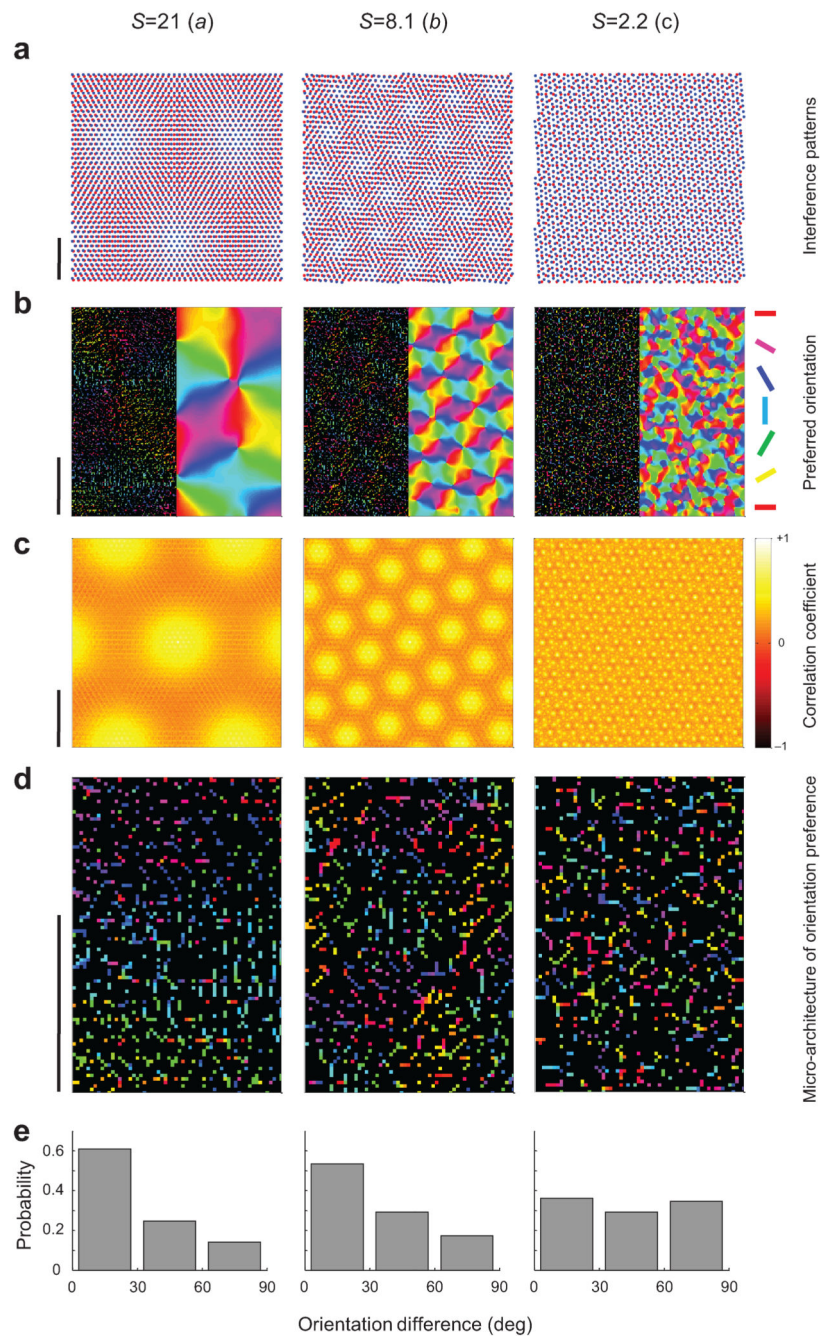 S=21 (a)
S=8.1 (b)
S=2.2 (c)
a
Interference patterns
b
Preferred orientation
c
+1
0
–1
Correlation coefficient
d
Micro-architecture of orientation preference
e
Probability
0.6
0.4
0.2
0
0 30 60 90
0 30 60 90
0 30 60 90
Orientation difference (deg)